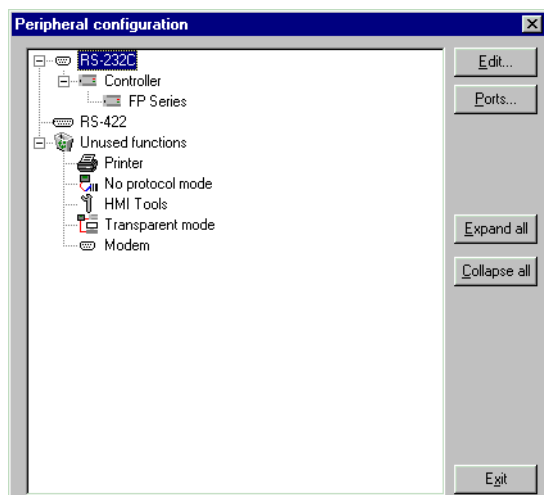 Peripheral configuration
RS-232C
Controller
FP Series
RS-422
Unused functions
Printer
No protocol mode
HMI Tools
Transparent mode
Modem
Edit...
Ports...
Expand all
Collapse all
Exit